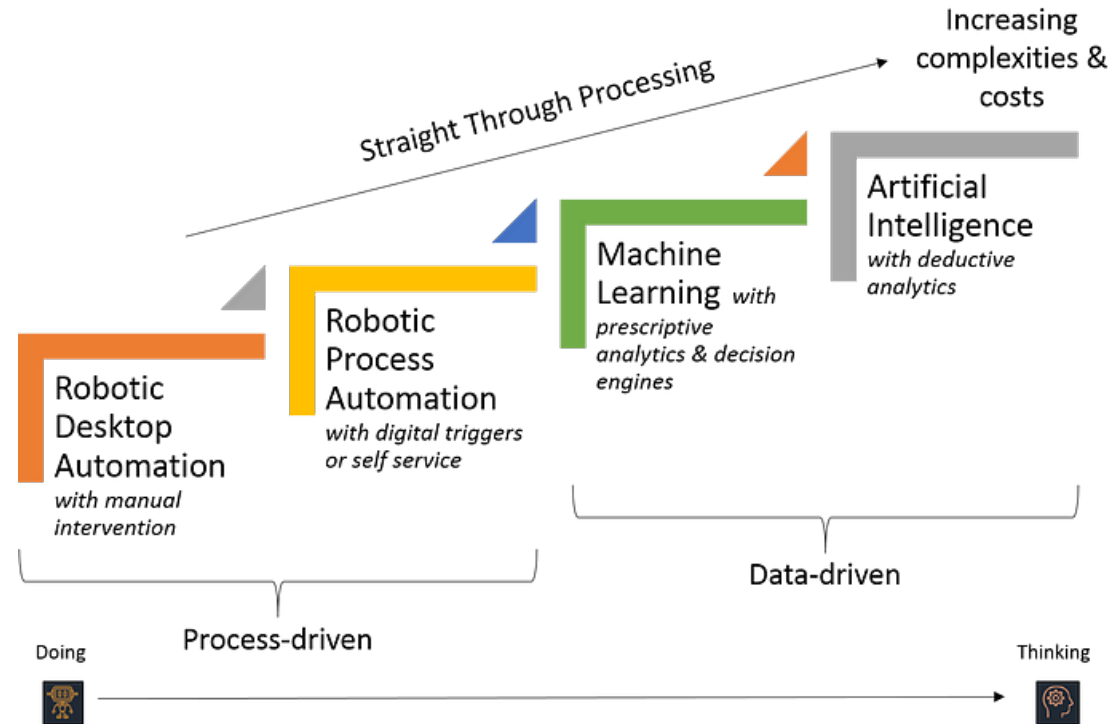 Increasing
complexities &
costs
Straight Through Processing
Artificial
Intelligence
with deductive
analytics
Machine
Learning with
prescriptive
analytics & decision
engines
Robotic
Process
Automation
with digital triggers
or self service
Robotic
Desktop
Automation
with manual
intervention
Data-driven
Process-driven
Doing
Thinking